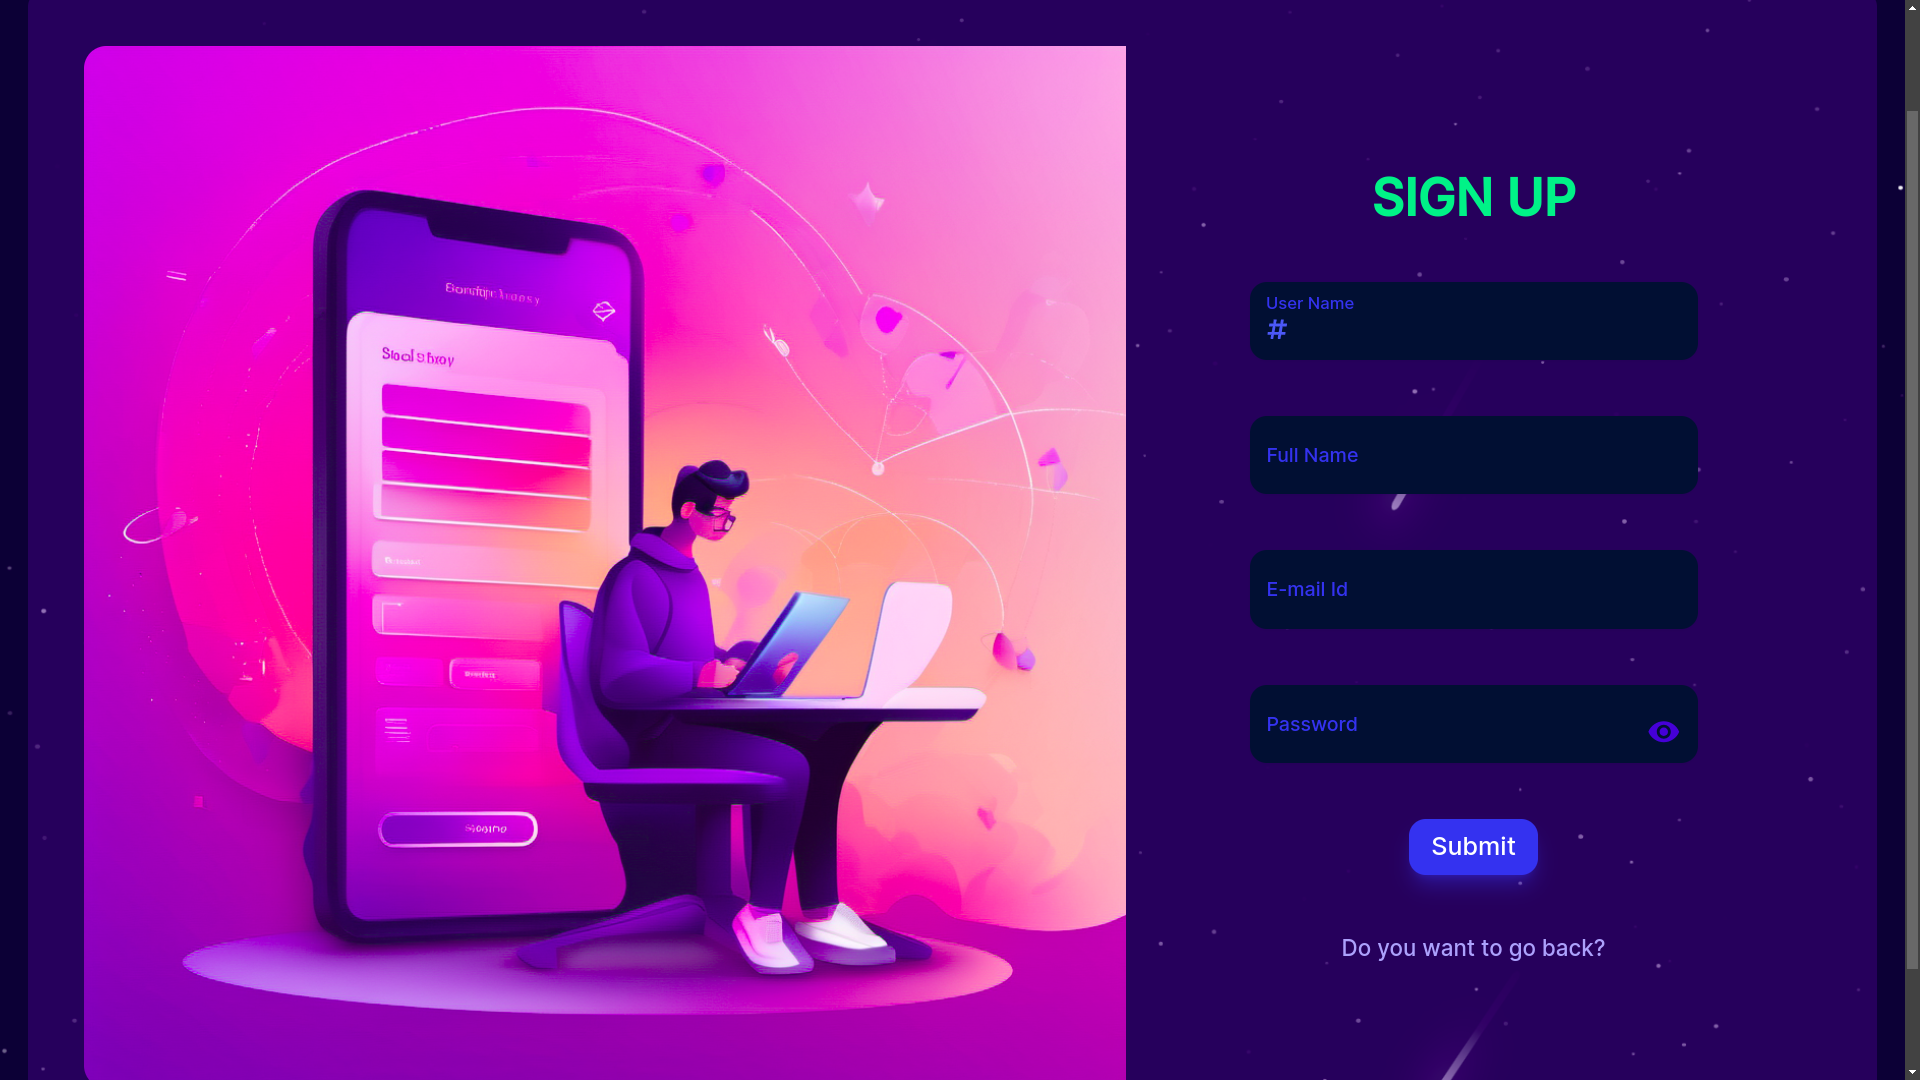 SIGN UP
User Name
#
Full Name
E-mail Id
Password
Submit
Do you want to go back?